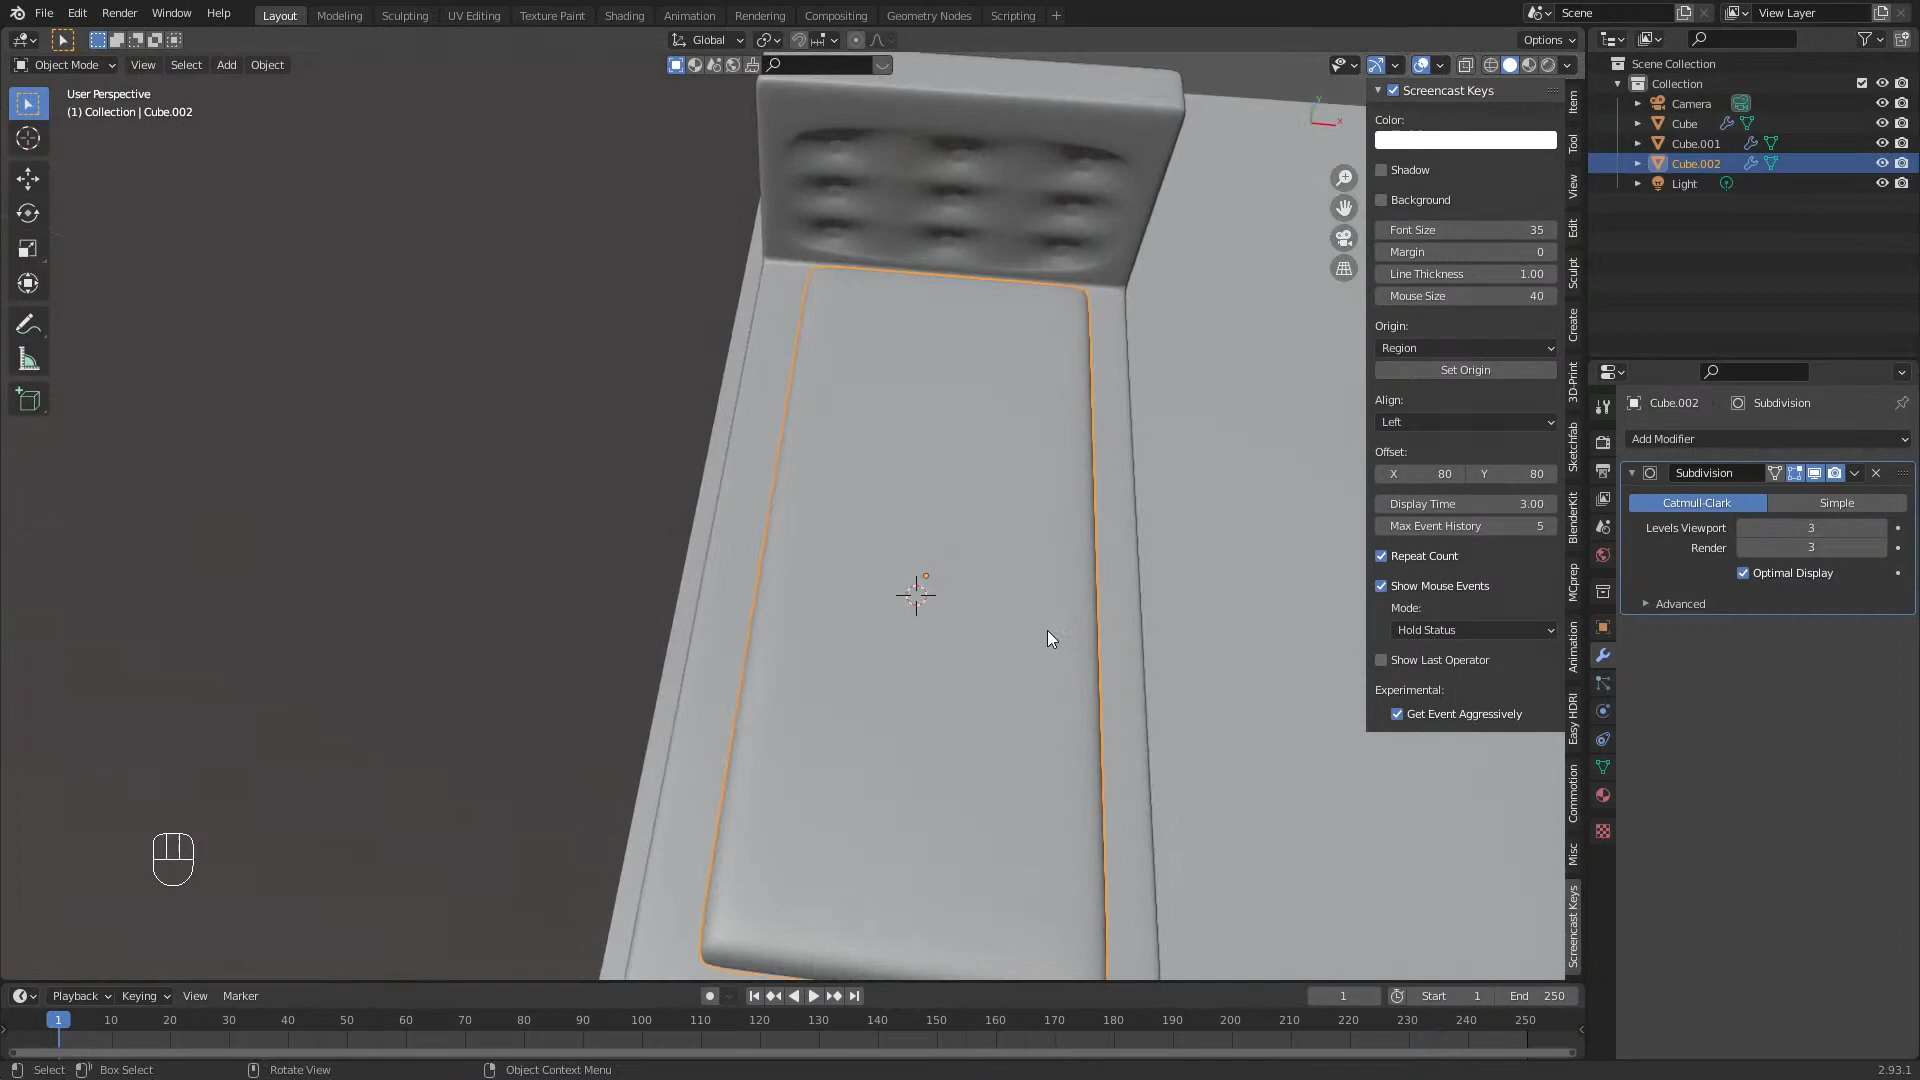 File Edit Render Window Help Layout Modeling Sculpting UV Editing Texture Paint Shading Animation Rendering Compositing Geometry Nodes Scripting + Scene View Layer
Global Options
Object Mode View Select Add Object
User Perspective
(1) Collection | Cube.002
Y
X
Screencast Keys
Color:
Shadow
Background
Font Size 35
Margin 0
Line Thickness 1.00
Mouse Size 40
Origin:
Region
Set Origin
Align:
Left
Offset:
X 80 Y 80
Display Time 3.00
Max Event History 5
Repeat Count
Show Mouse Events
Mode:
Hold Status
Show Last Operator
Experimental:
Get Event Aggressively
Item
Tool
View
Edit
Sculpt
Create
3D-Print
Sketchfab
BlenderKit
MCprep
Animation
Easy HDRI
Commotion
Misc
Screencast Keys
Scene Collection
Collection
Camera
Cube
Cube.001
Cube.002
Light
Cube.002 Subdivision
Add Modifier
Subdivision
Catmull-Clark Simple
Levels Viewport 3
Render 3
Optimal Display
Advanced
Playback Keying View Marker 1 Start 1 End 250
1 10 20 30 40 50 60 70 80 90 100 110 120 130 140 150 160 170 180 190 200 210 220 230 240 250
Select Box Select Rotate View Object Context Menu 2.93.1